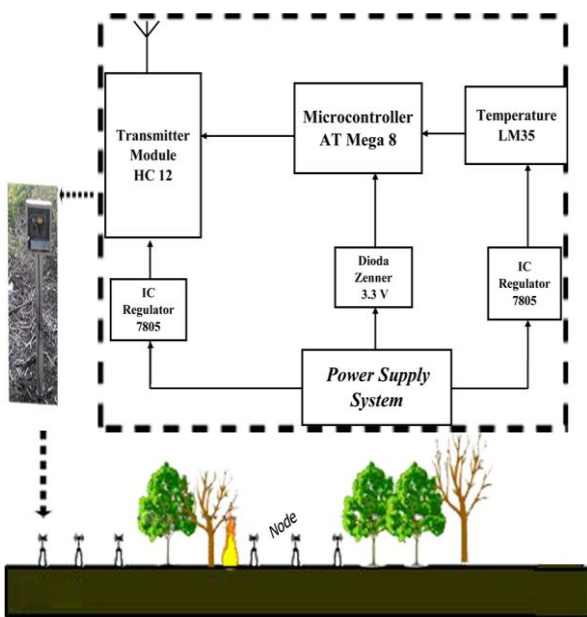 Transmitter
Module
HC 12
Microcontroller
AT Mega 8
Temperature
LM35
IC
Regulator
7805
Dioda
Zenner
3.3 V
IC
Regulator
7805
Power Supply
System
Node